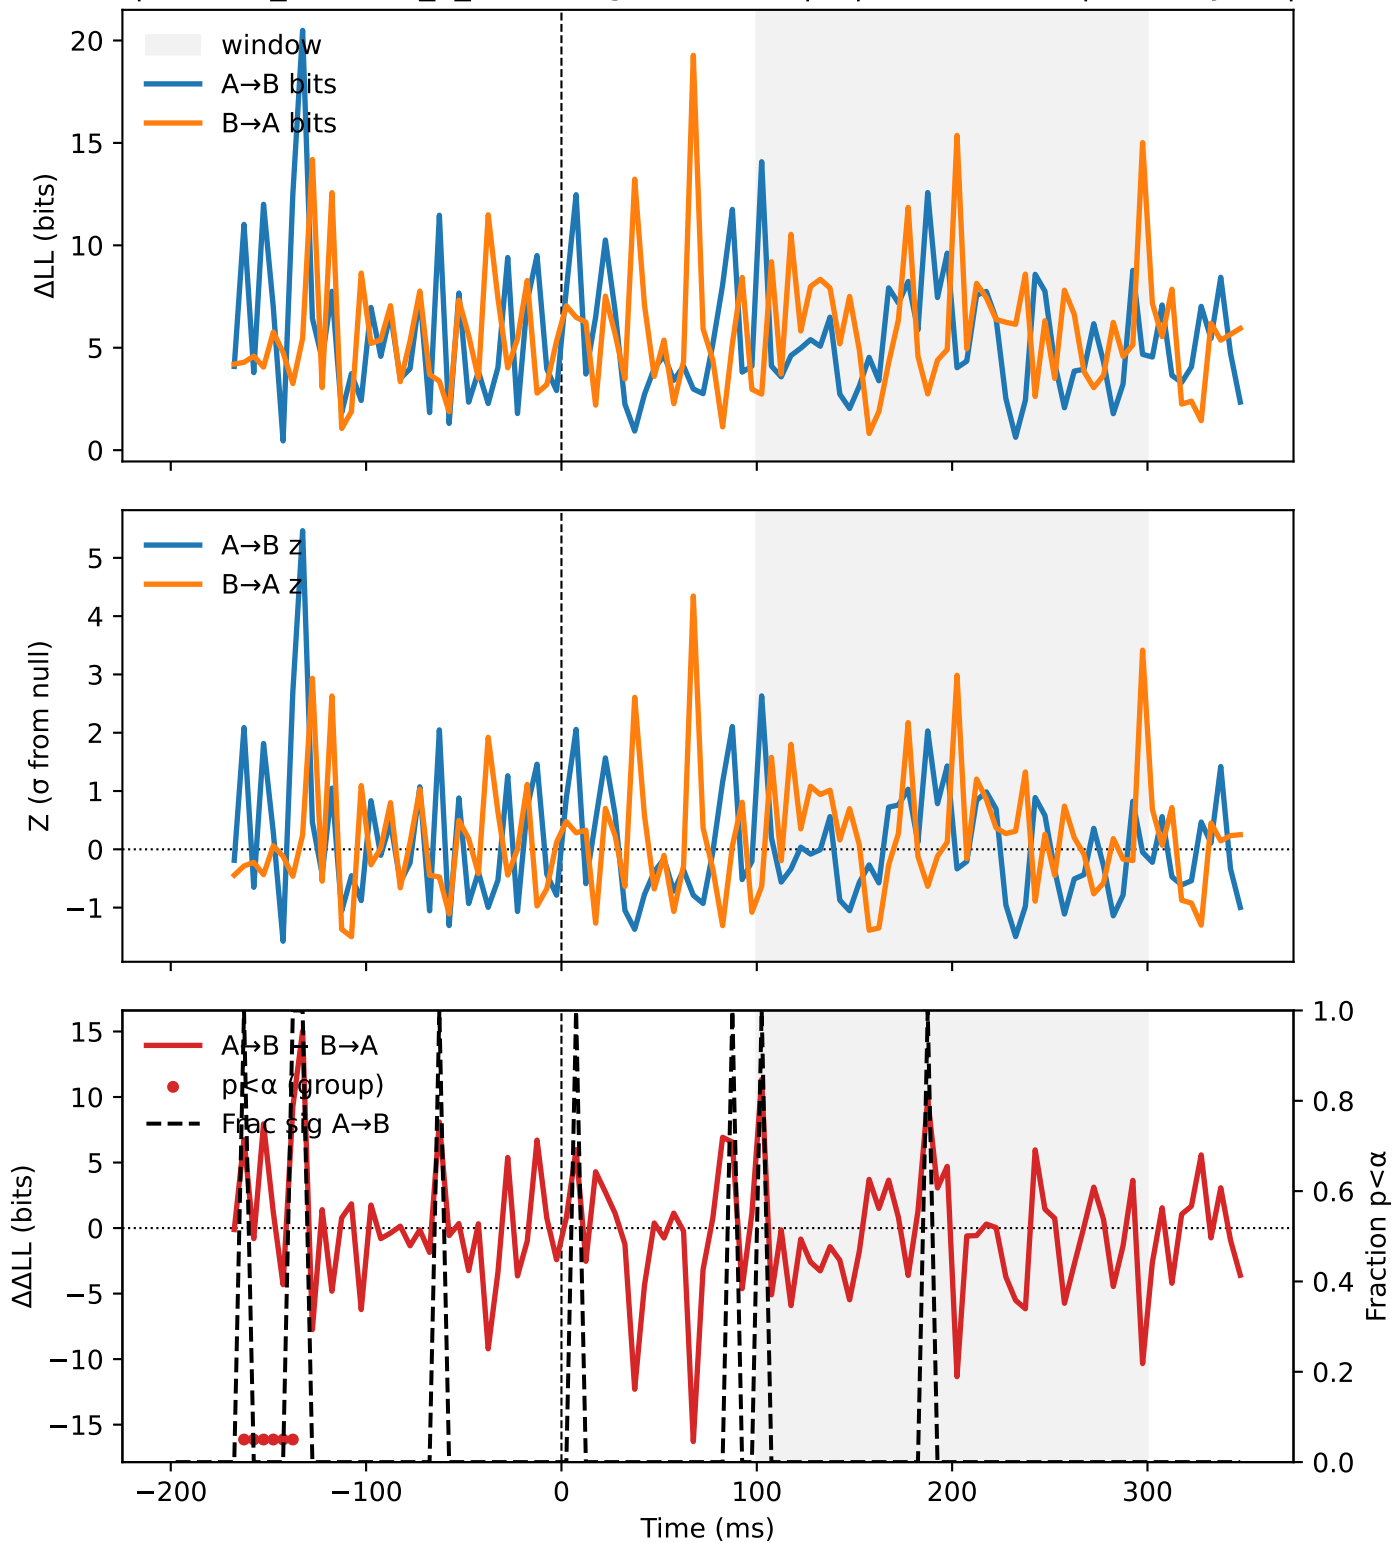 window
A→B bits
B→A bits
ΔLL (bits)
20
15
10
5
0
A→B z
B→A z
Z (σ from null)
5
4
3
2
1
0
−1
A→B − B→A
p<α (group)
Frac sig A→B
ΔΔLL (bits)
15
10
5
0
−5
−10
−15
1.0
0.8
0.6
0.4
0.2
0.0
Fraction p<α
−200
−100
0
100
200
300
Time (ms)